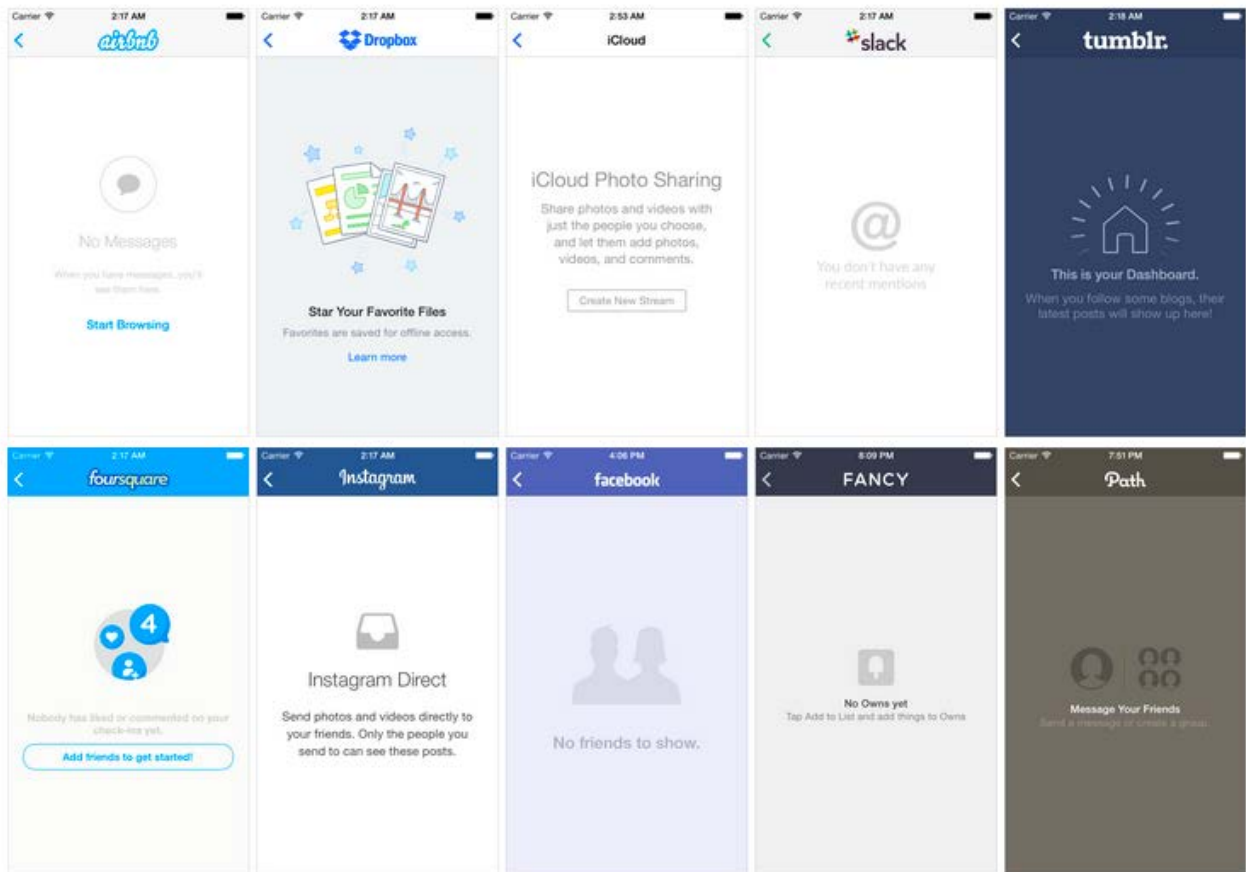 Carrier 2:17 AM
airbnb
No Messages
When you have messages, you'll
see them here.
Start Browsing
Carrier 2:17 AM
Dropbox
Star Your Favorite Files
Favorites are saved for offline access.
Learn more
Carrier 2:53 AM
iCloud
iCloud Photo Sharing
Share photos and videos with
just the people you choose,
and let them add photos,
videos, and comments.
Create New Stream
Carrier 2:17 AM
slack
@
You don't have any
recent mentions
Carrier 2:18 AM
tumblr.
This is your Dashboard.
When you follow some blogs, their
latest posts will show up here!
Carrier 2:17 AM
foursquare
4
Nobody has liked or commented on your
check-ins yet.
Add friends to get started!
Carrier 2:17 AM
Instagram
Instagram Direct
Send photos and videos directly to
your friends. Only the people you
send to can see these posts.
Carrier 4:06 PM
facebook
No friends to show.
Carrier 8:09 PM
FANCY
No Owns yet
Tap Add to List and add things to Owns
Carrier 7:51 PM
Path
Message Your Friends
Send a message or create a group.